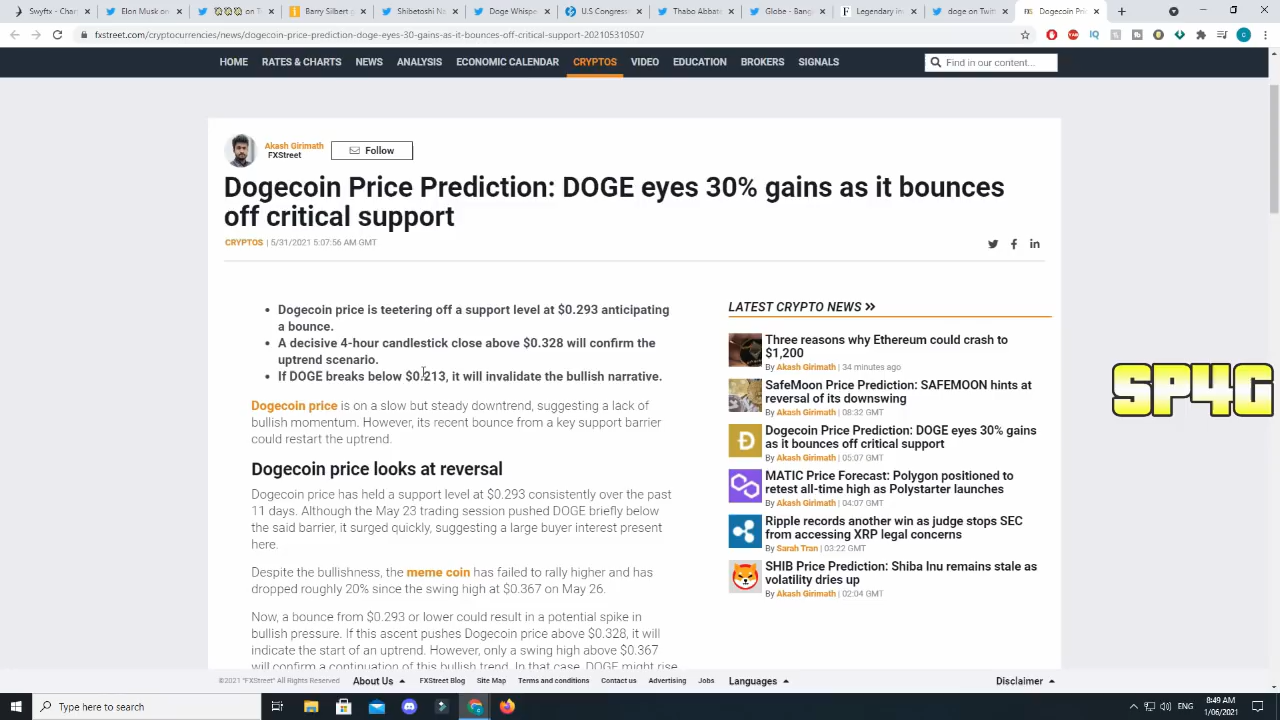 Swyftx - Char
Elon Musk on
Shibetoshi Na
Doge Whispe
U.S. Congress
Thabo Abbatc
Globe - Bang
Legendary Inv
doge on Twitt
Dogecoin Pric
fxstreet.com/cryptocurrencies/news/dogecoin-price-prediction-doge-eyes-30-gains-as-it-bounces-off-critical-support-202105310507
HOME RATES & CHARTS NEWS ANALYSIS ECONOMIC CALENDAR CRYPTOS VIDEO EDUCATION BROKERS SIGNALS
Find in our content...
Akash Girimath
FXStreet
Follow
Dogecoin Price Prediction: DOGE eyes 30% gains as it bounces
off critical support
CRYPTOS | 5/31/2021 5:07:56 AM GMT
Dogecoin price is teetering off a support level at $0.293 anticipating
a bounce.
A decisive 4-hour candlestick close above $0.328 will confirm the
uptrend scenario.
If DOGE breaks below $0.213, it will invalidate the bullish narrative.
Dogecoin price is on a slow but steady downtrend, suggesting a lack of
bullish momentum. However, its recent bounce from a key support barrier
could restart the uptrend.
Dogecoin price looks at reversal
Dogecoin price has held a support level at $0.293 consistently over the past
11 days. Although the May 23 trading session pushed DOGE briefly below
the said barrier, it surged quickly, suggesting a large buyer interest present
here.
Despite the bullishness, the meme coin has failed to rally higher and has
dropped roughly 20% since the swing high at $0.367 on May 26.
Now, a bounce from $0.293 or lower could result in a potential spike in
bullish pressure. If this ascent pushes Dogecoin price above $0.328, it will
indicate the start of an uptrend. However, only a swing high above $0.367
will confirm a continuation of this bullish trend. In that case, DOGE might rise
LATEST CRYPTO NEWS
Three reasons why Ethereum could crash to
$1,200
By Akash Girimath | 34 minutes ago
SafeMoon Price Prediction: SAFEMOON hints at
reversal of its downswing
By Akash Girimath | 08:32 GMT
Dogecoin Price Prediction: DOGE eyes 30% gains
as it bounces off critical support
By Akash Girimath | 05:07 GMT
MATIC Price Forecast: Polygon positioned to
retest all-time high as Polystarter launches
By Akash Girimath | 04:07 GMT
Ripple records another win as judge stops SEC
from accessing XRP legal concerns
By Sarah Tran | 03:22 GMT
SHIB Price Prediction: Shiba Inu remains stale as
volatility dries up
By Akash Girimath | 02:04 GMT
SP4G
©2021 "FXStreet" All Rights Reserved About Us FXStreet Blog Site Map Terms and conditions Contact us Advertising Jobs Languages Disclaimer
Type here to search
ENG
8:49 AM
1/06/2021